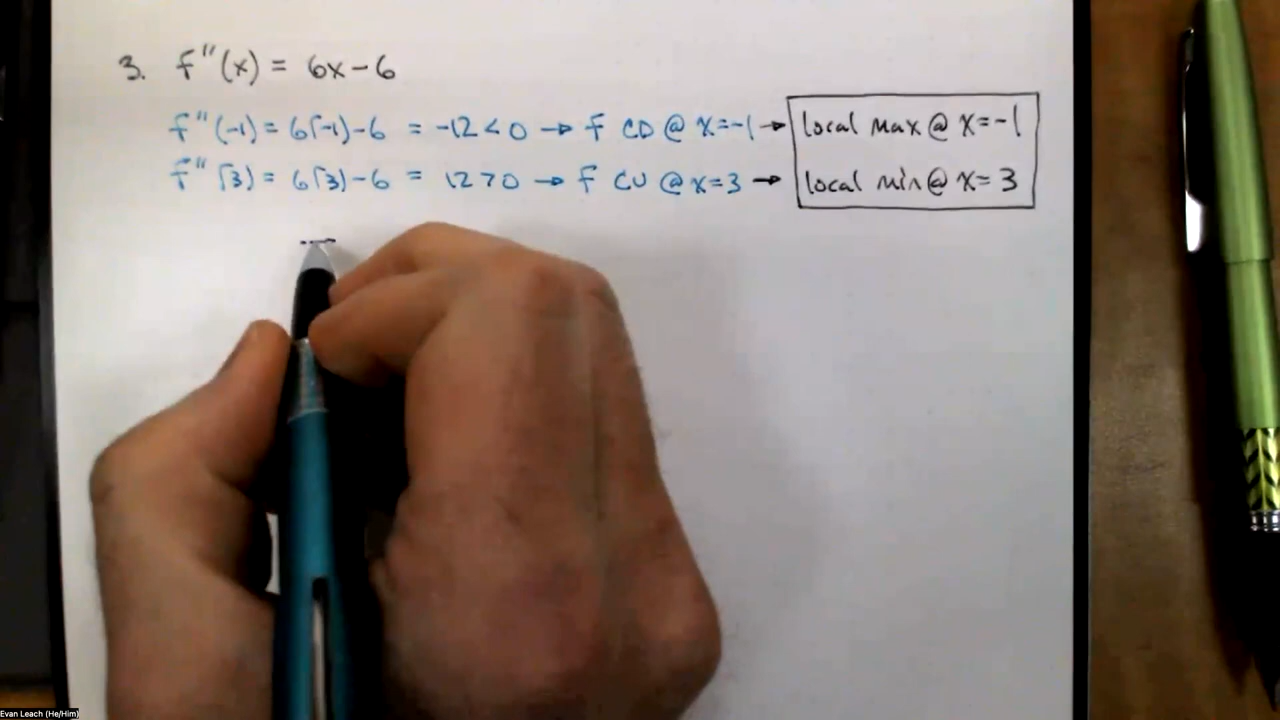 3. f"(x) = 6x-6
f"(-1) = 6(-1)-6 = -12 < 0 → f CD @ x=-1 → local max @ x=-1
f"(3) = 6(3)-6 = 12 > 0 → f CU @ x=3 → local min @ x=3
Evan Leach (He/Him)